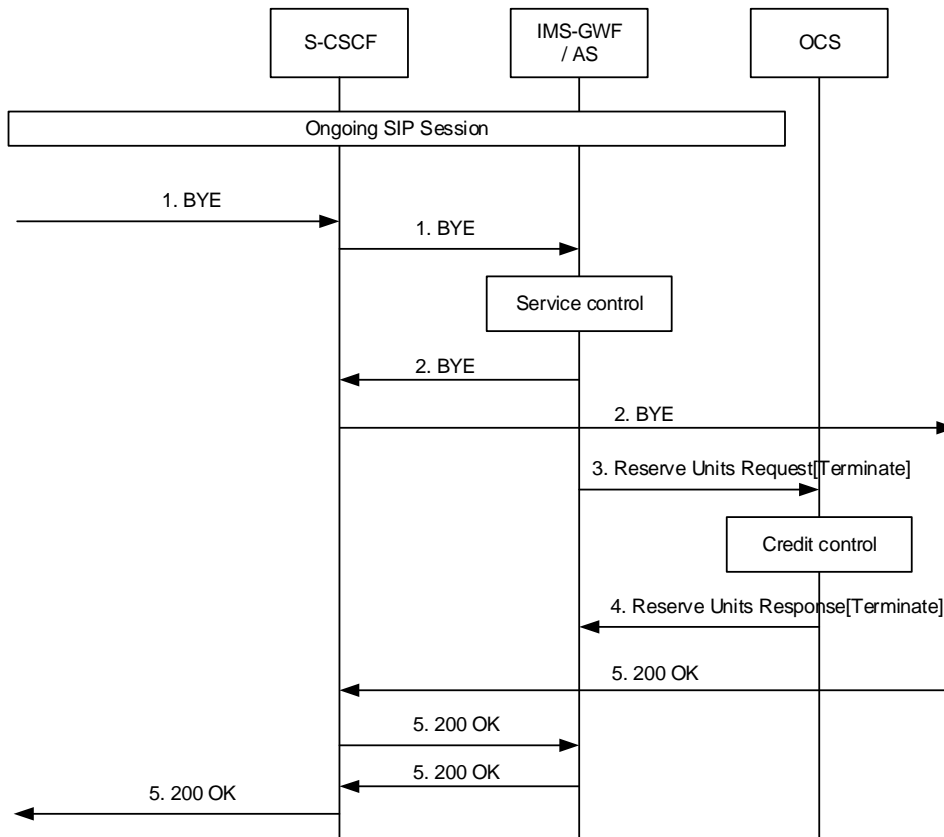 S-CSCF
IMS-GWF
/ AS
OCS
Ongoing SIP Session
1. BYE
1. BYE
Service control
2. BYE
2. BYE
3. Reserve Units Request[Terminate]
Credit control
4. Reserve Units Response[Terminate]
5. 200 OK
5. 200 OK
5. 200 OK
5. 200 OK